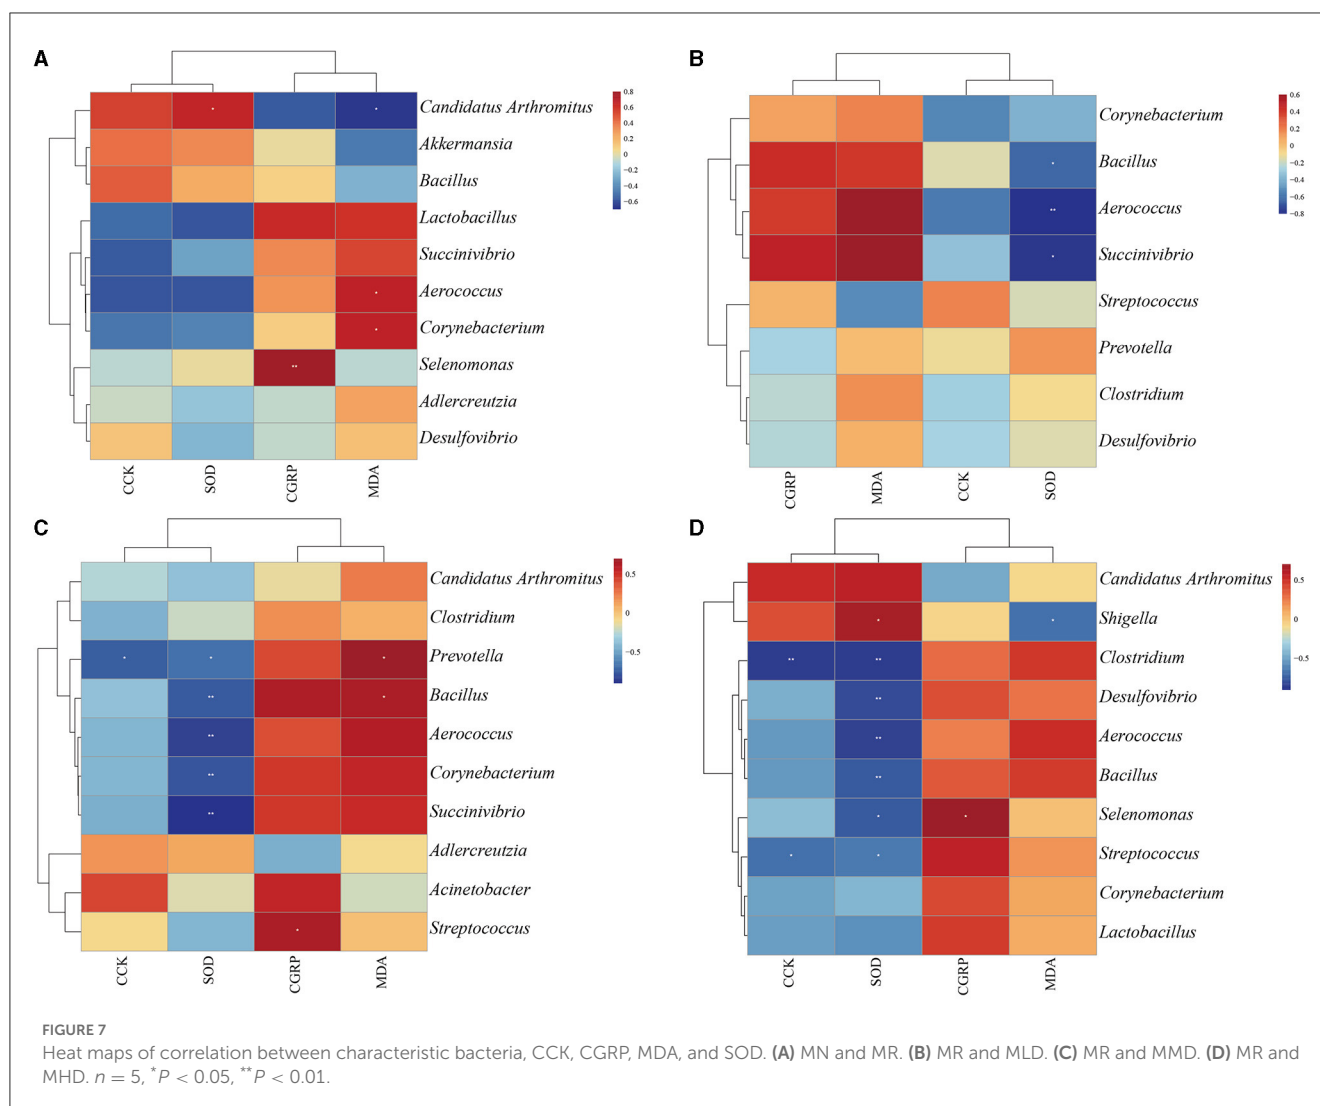 A
0.8
0.6
0.4
0.2
0
−0.2
−0.4
−0.6
Candidatus Arthromitus
Akkermansia
Bacillus
Lactobacillus
Succinivibrio
Aerococcus
Corynebacterium
Selenomonas
Adlercreutzia
Desulfovibrio
* *
* 
*
**
CCK SOD CGRP MDA
B
0.6
0.4
0.2
0
−0.2
−0.4
−0.6
−0.8
Corynebacterium
Bacillus
Aerococcus
Succinivibrio
Streptococcus
Prevotella
Clostridium
Desulfovibrio
*
**
*
CGRP MDA CCK SOD
C
0.5
0
−0.5
Candidatus Arthromitus
Clostridium
Prevotella
Bacillus
Aerococcus
Corynebacterium
Succinivibrio
Adlercreutzia
Acinetobacter
Streptococcus
* * *
** *
**
**
**
*
CCK SOD CGRP MDA
D
0.5
0
−0.5
Candidatus Arthromitus
Shigella
Clostridium
Desulfovibrio
Aerococcus
Bacillus
Selenomonas
Streptococcus
Corynebacterium
Lactobacillus
* *
** **
**
**
**
* *
* *
CCK SOD CGRP MDA
FIGURE 7
Heat maps of correlation between characteristic bacteria, CCK, CGRP, MDA, and SOD. (A) MN and MR. (B) MR and MLD. (C) MR and MMD. (D) MR and
MHD. n = 5, *P < 0.05, **P < 0.01.